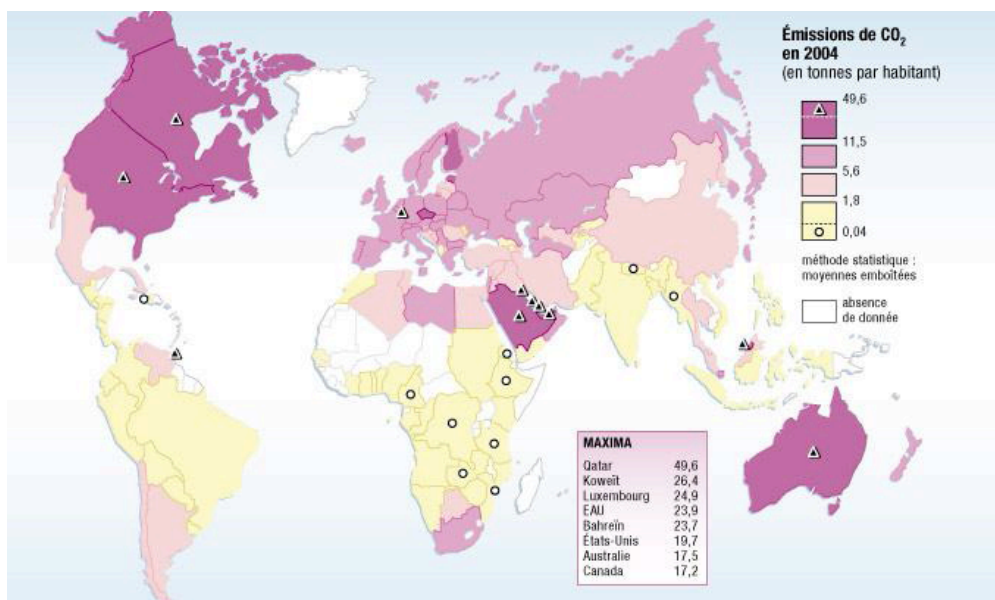 Émissions de CO₂
en 2004
(en tonnes par habitant)
49,6
11,5
5,6
1,8
0,04
méthode statistique :
moyennes emboîtées
absence
de donnée
MAXIMA
Qatar 49,6
Koweït 26,4
Luxembourg 24,9
EAU 23,9
Bahreïn 23,7
États-Unis 19,7
Australie 17,5
Canada 17,2